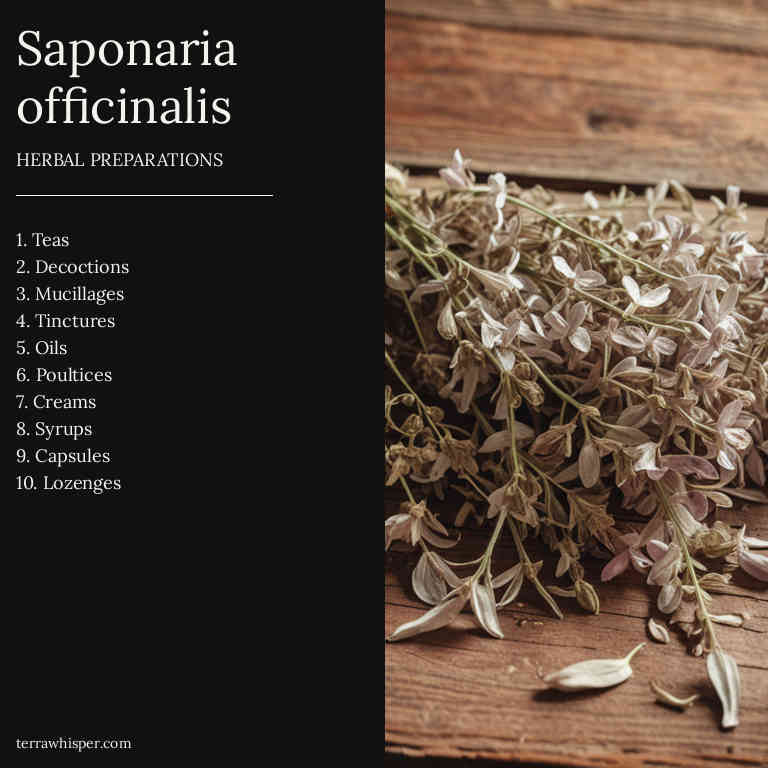 Saponaria
officinalis
HERBAL PREPARATIONS
1. Teas
2. Decoctions
3. Mucillages
4. Tinctures
5. Oils
6. Poultices
7. Creams
8. Syrups
9. Capsules
10. Lozenges
terrawhisper.com